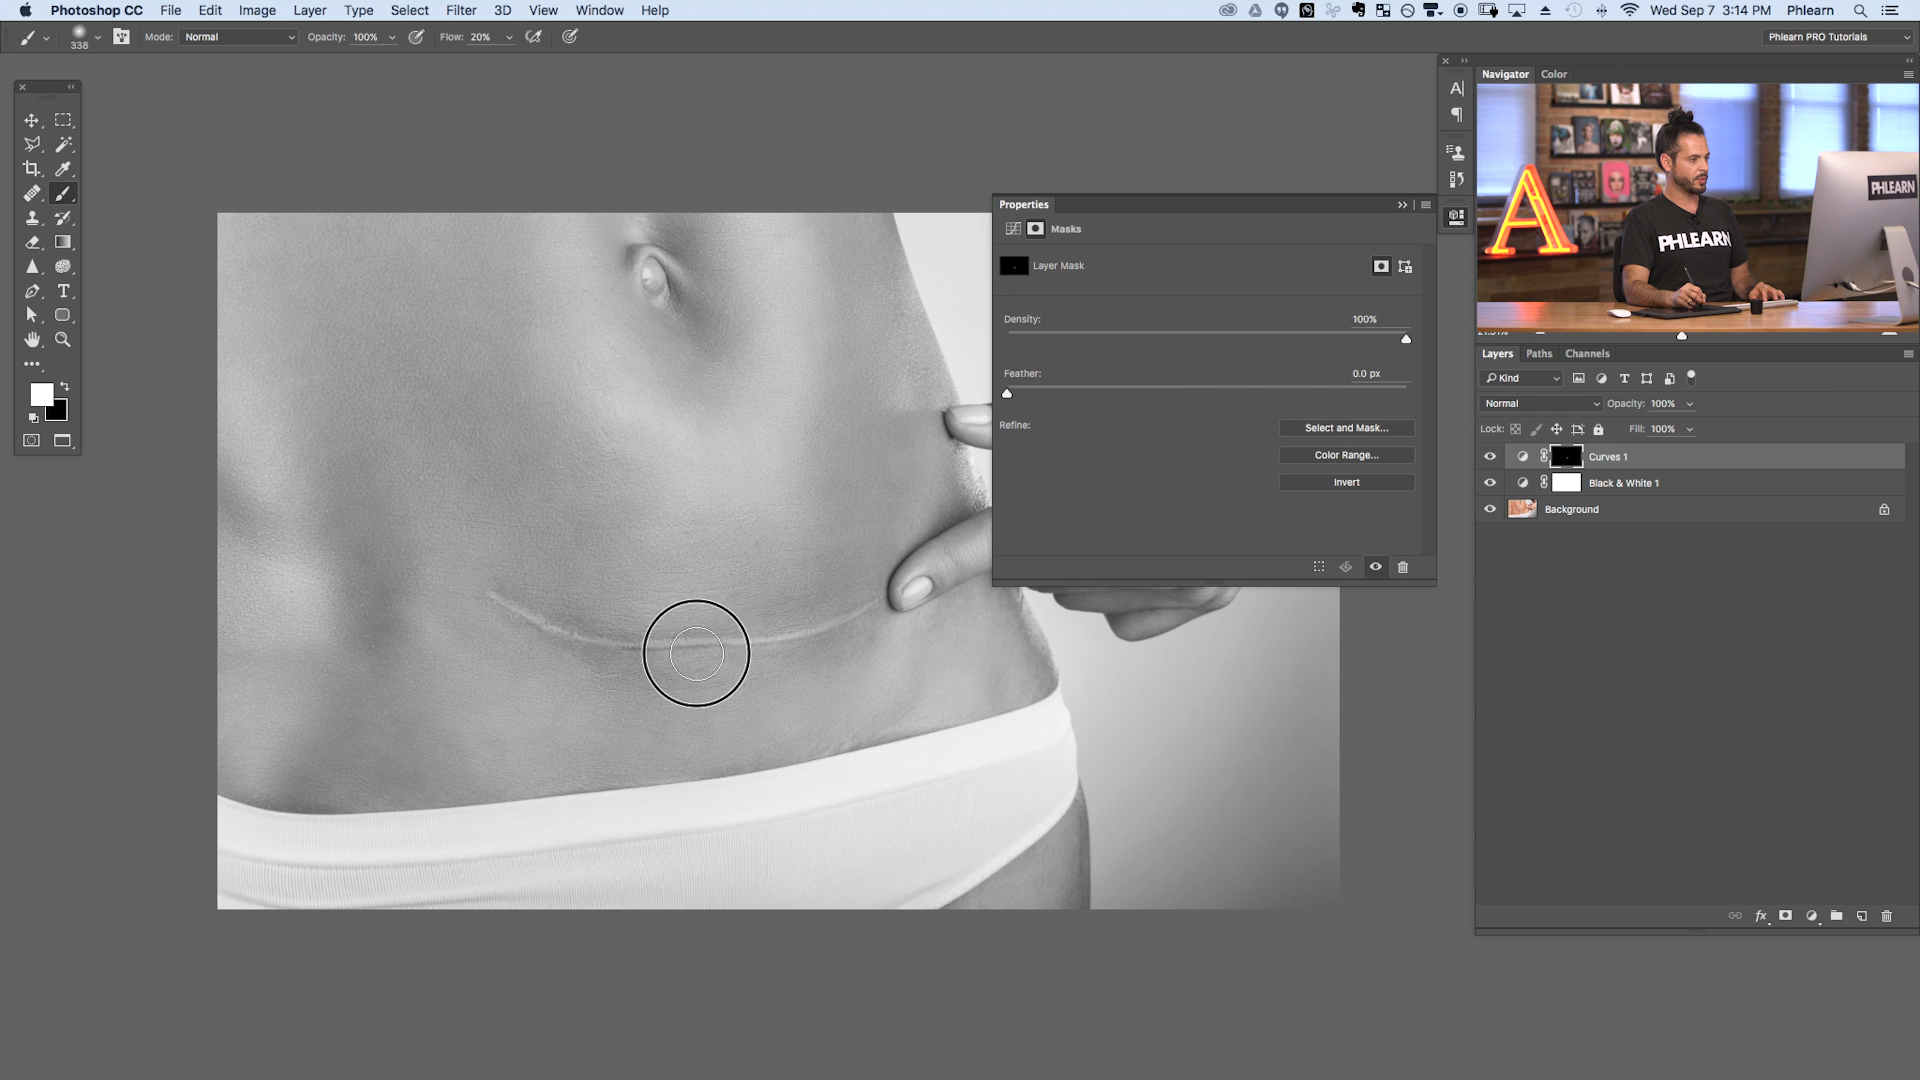 Photoshop CC File Edit Image Layer Type Select Filter 3D View Window Help Wed Sep 7 3:14 PM Phlearn
338 Mode: Normal Opacity: 100% Flow: 20% Phlearn PRO Tutorials
Navigator Color
PHLEARN
A PHLEARN
Properties
Masks
Layer Mask
Density: 100%
Feather: 0.0 px
Refine: Select and Mask...
Color Range...
Invert
Layers Paths Channels
Kind
Normal Opacity: 100%
Lock: Fill: 100%
Curves 1
Black & White 1
Background
fx